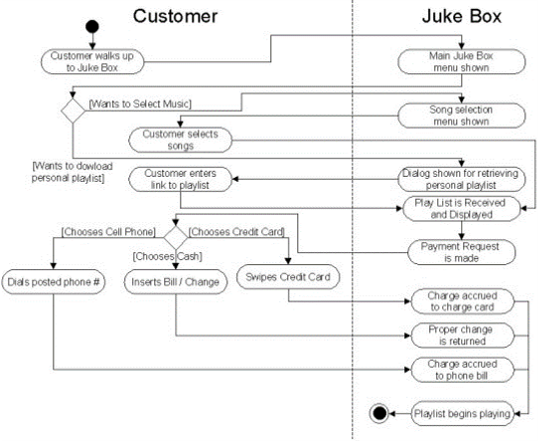 Customer
Juke Box
Customer walks up
to Juke Box
Main Juke Box
menu shown
[Wants to Select Music]
Song selection
menu shown
Customer selects
songs
[Wants to dowload
personal playlist]
Customer enters
link to playlist
Dialog shown for retrieving
personal playlist
Play List is Received
and Displayed
[Chooses Cell Phone]
[Chooses Credit Card]
[Chooses Cash]
Payment Request
is made
Dials posted phone #
Inserts Bill / Change
Swipes Credit Card
Charge accrued
to charge card
Proper change
is returned
Charge accrued
to phone bill
Playlist begins playing